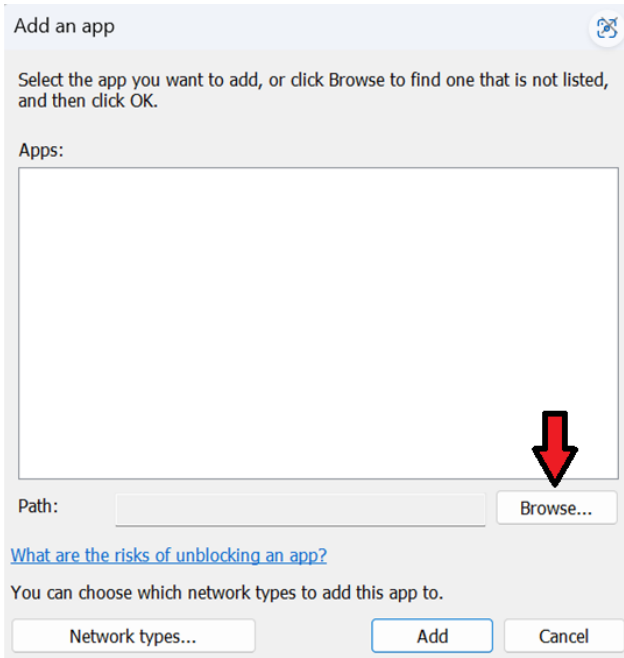 Add an app
Select the app you want to add, or click Browse to find one that is not listed,
and then click OK.
Apps:
Path:
Browse...
What are the risks of unblocking an app?
You can choose which network types to add this app to.
Network types...
Add
Cancel